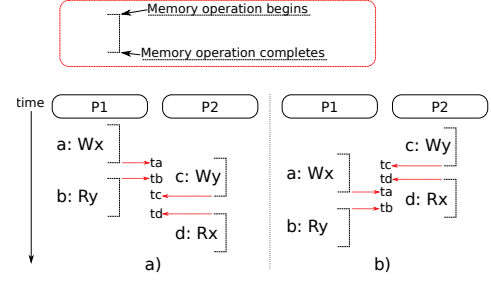 Memory operation begins
Memory operation completes
time
P1
P2
P1
P2
a: Wx
ta
tb
c: Wy
b: Ry
tc
td
d: Rx
a)
c: Wy
tc
a: Wx
td
ta
d: Rx
tb
b: Ry
b)